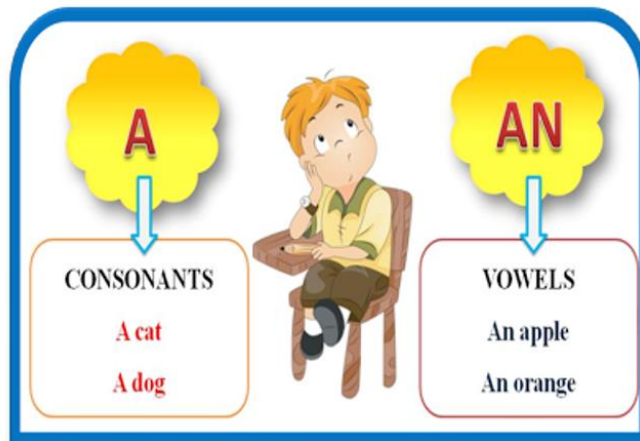 A
CONSONANTS
A cat
A dog
AN
VOWELS
An apple
An orange